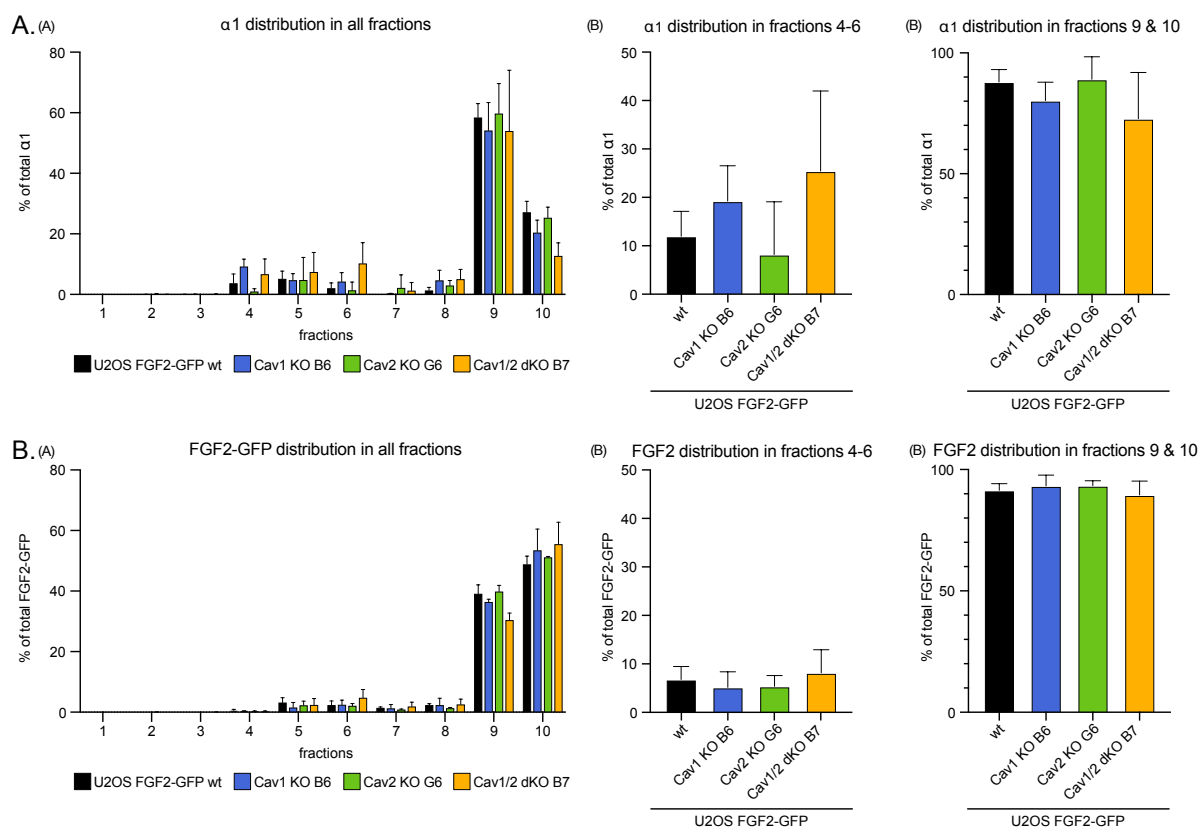 A. (A) α1 distribution in all fractions
% of total α1
80
60
40
20
0
1 2 3 4 5 6 7 8 9 10
fractions
U2OS FGF2-GFP wt Cav1 KO B6 Cav2 KO G6 Cav1/2 dKO B7
(B) α1 distribution in fractions 4-6
% of total α1
50
40
30
20
10
0
wt
Cav1 KO B6
Cav2 KO G6
Cav1/2 dKO B7
U2OS FGF2-GFP
(B) α1 distribution in fractions 9 & 10
% of total α1
100
50
0
wt
Cav1 KO B6
Cav2 KO G6
Cav1/2 dKO B7
U2OS FGF2-GFP
B. (A) FGF2-GFP distribution in all fractions
% of total FGF2-GFP
80
60
40
20
0
1 2 3 4 5 6 7 8 9 10
fractions
U2OS FGF2-GFP wt Cav1 KO B6 Cav2 KO G6 Cav1/2 dKO B7
(B) FGF2 distribution in fractions 4-6
% of total FGF2-GFP
50
40
30
20
10
0
wt
Cav1 KO B6
Cav2 KO G6
Cav1/2 dKO B7
U2OS FGF2-GFP
(B) FGF2 distribution in fractions 9 & 10
% of total FGF2-GFP
100
50
0
wt
Cav1 KO B6
Cav2 KO G6
Cav1/2 dKO B7
U2OS FGF2-GFP